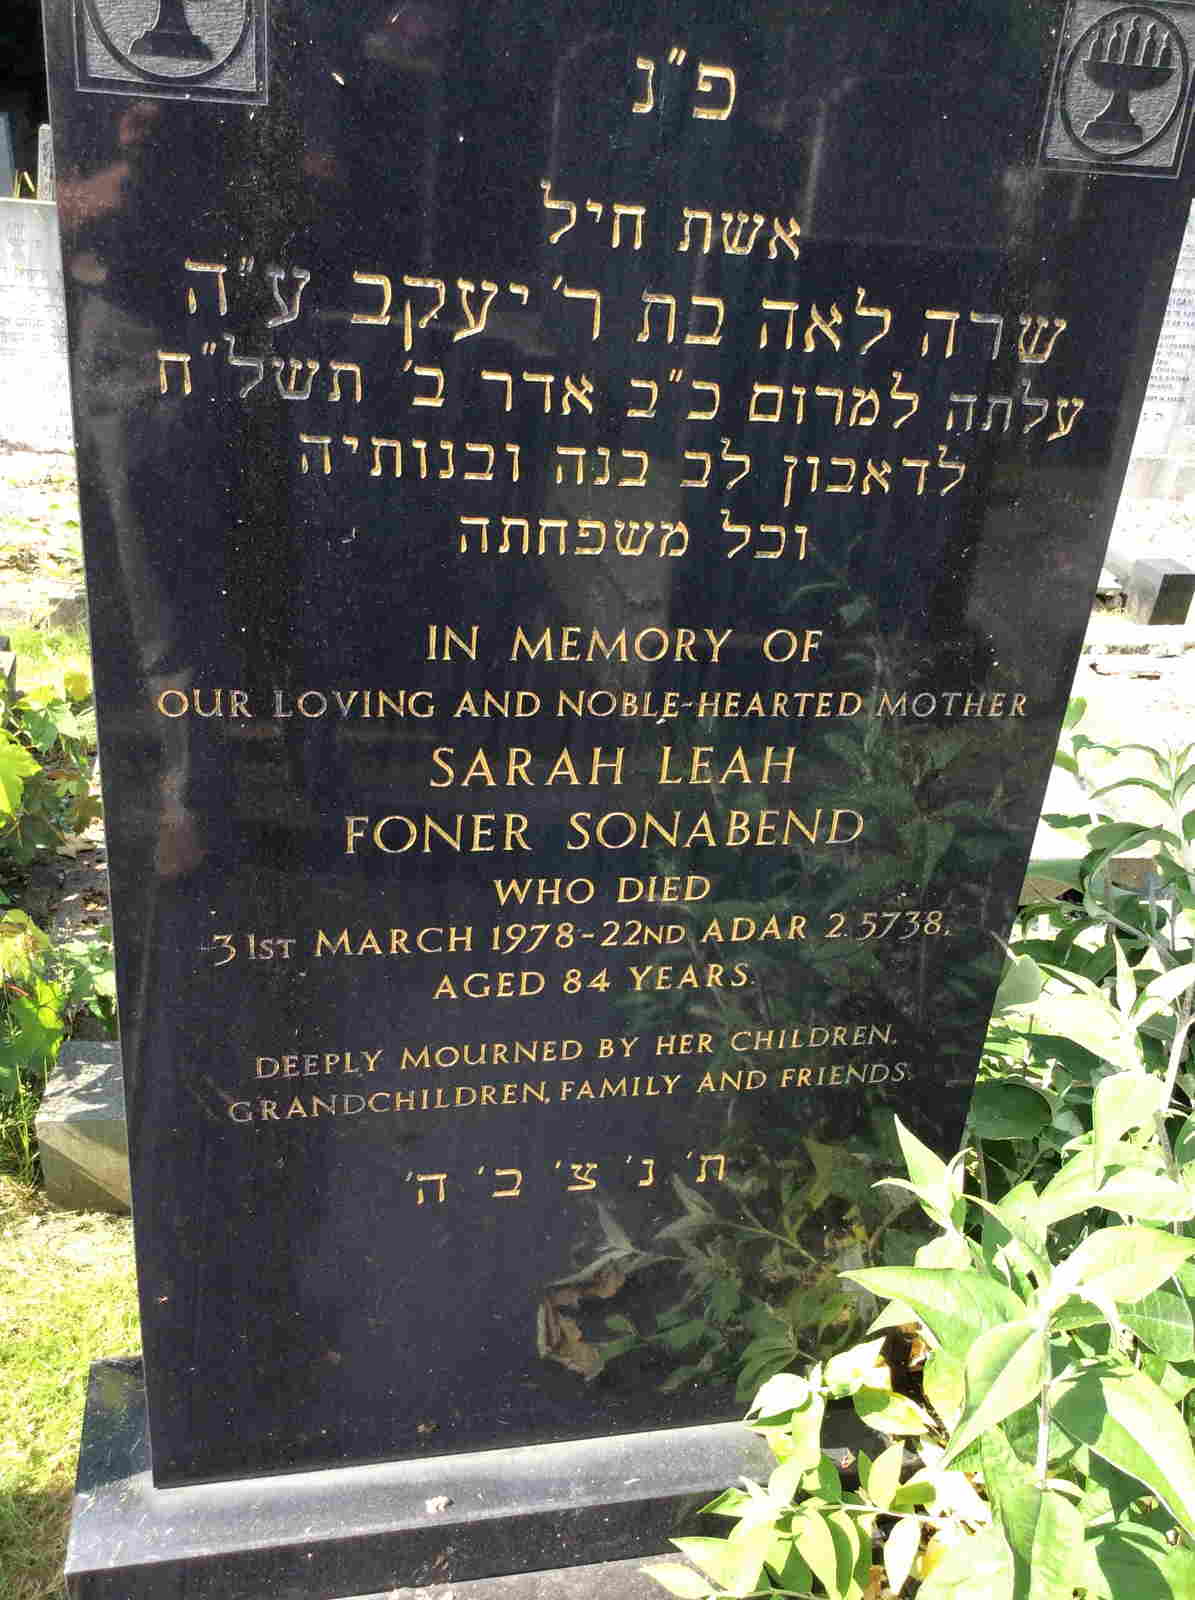 פ"נ
אשת חיל
שרה לאה בת ר' יעקב ע"ה
עלתה למרום כ"ב אדר ב' תשל"ח
לדאבון לב בנה ובנותיה
וכל משפחתה
IN MEMORY OF
OUR LOVING AND NOBLE-HEARTED MOTHER
SARAH LEAH
FONER SONABEND
WHO DIED
31ST MARCH 1978-22ND ADAR 2. 5738,
AGED 84 YEARS.
DEEPLY MOURNED BY HER CHILDREN,
GRANDCHILDREN, FAMILY AND FRIENDS.
ת' נ' צ' ב' ה'